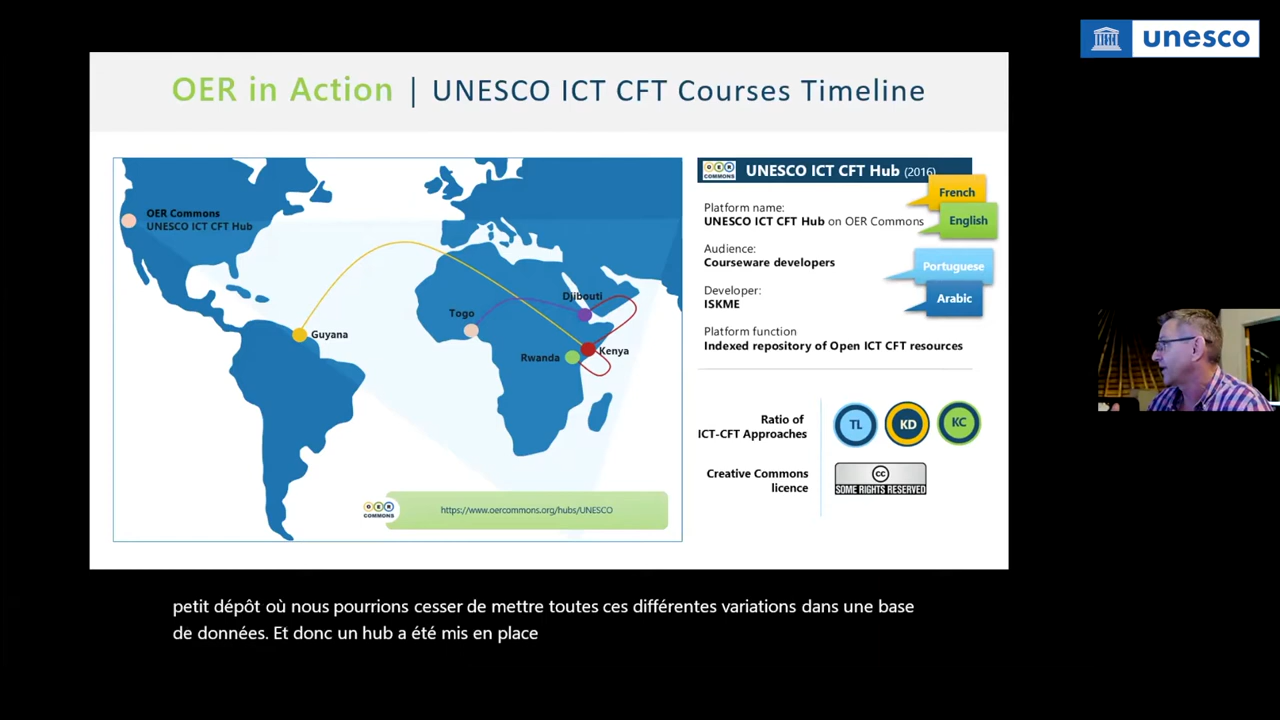 unesco
OER in Action | UNESCO ICT CFT Courses Timeline
OER Commons
UNESCO ICT CFT Hub
Guyana
Togo
Djibouti
Rwanda
Kenya
OER
COMMONS
https://www.oercommons.org/hubs/UNESCO
OER
COMMONS
UNESCO ICT CFT Hub (2016)
French
English
Portuguese
Arabic
Platform name:
UNESCO ICT CFT Hub on OER Commons
Audience:
Courseware developers
Developer:
ISKME
Platform function
Indexed repository of Open ICT CFT resources
Ratio of
ICT-CFT Approaches
TL
KD
KC
Creative Commons
licence
cc
SOME RIGHTS RESERVED
petit dépôt où nous pourrions cesser de mettre toutes ces différentes variations dans une base
de données. Et donc un hub a été mis en place